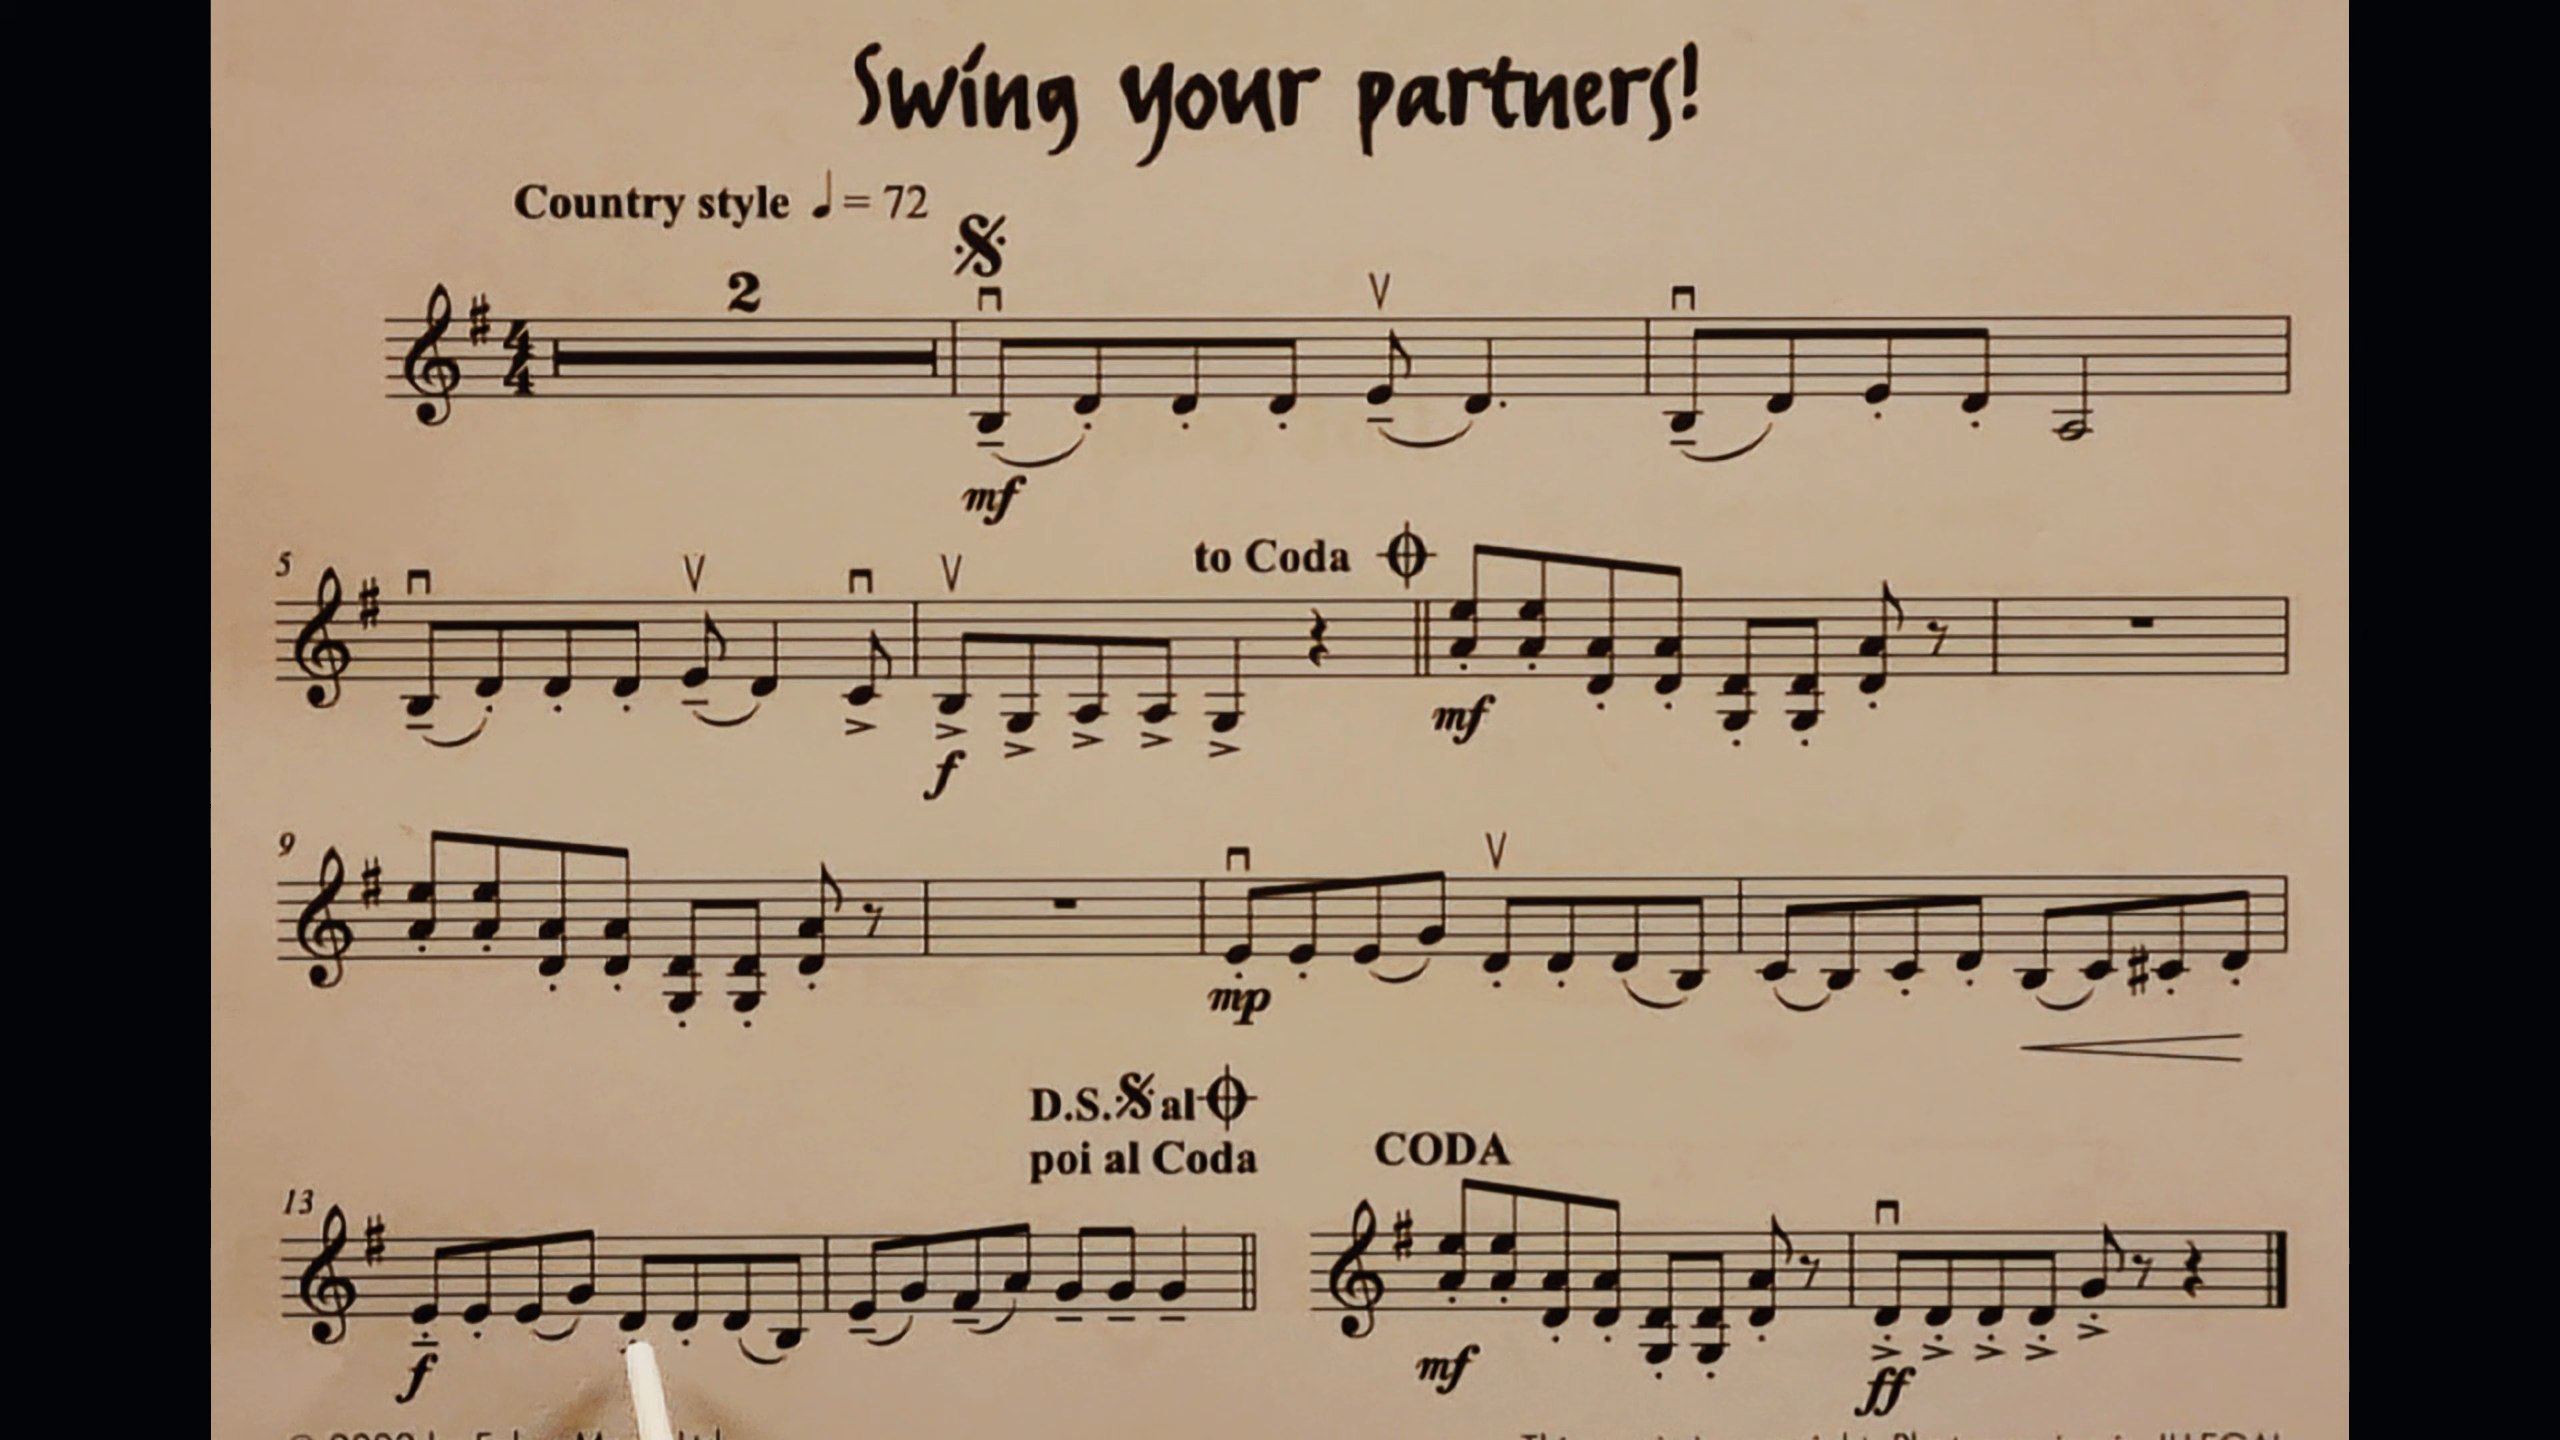 Swing your partners!
Country style ♩ = 72
2
mf
5
to Coda
f
mf
9
mp
D.S. 𝄋 al 𝄌
poi al Coda
CODA
13
f
mf
ff